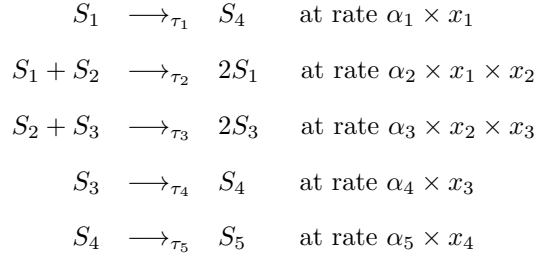 S₁ ⟶τ₁ S₄ at rate α₁ × x₁
S₁ + S₂ ⟶τ₂ 2S₁ at rate α₂ × x₁ × x₂
S₂ + S₃ ⟶τ₃ 2S₃ at rate α₃ × x₂ × x₃
S₃ ⟶τ₄ S₄ at rate α₄ × x₃
S₄ ⟶τ₅ S₅ at rate α₅ × x₄